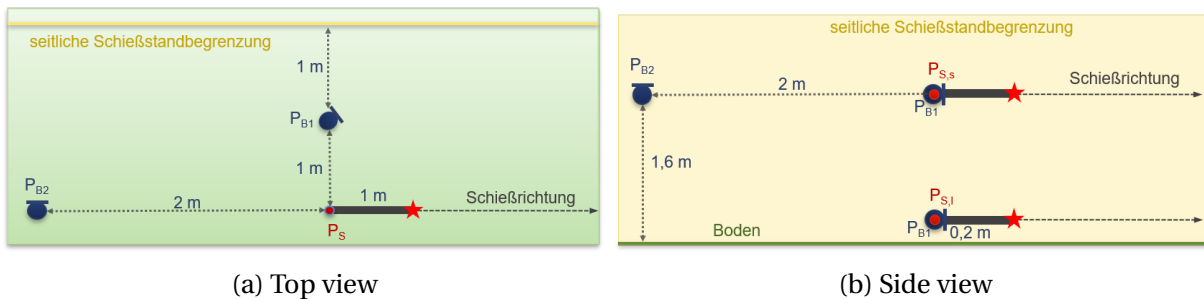 seitliche Schießstandbegrenzung
1 m
P_B1
1 m
P_B2
2 m
1 m
Schießrichtung
P_S
(a) Top view
seitliche Schießstandbegrenzung
P_B2
P_S,s
Schießrichtung
2 m
P_B1
1,6 m
P_S,l
P_B1
0,2 m
Boden
(b) Side view